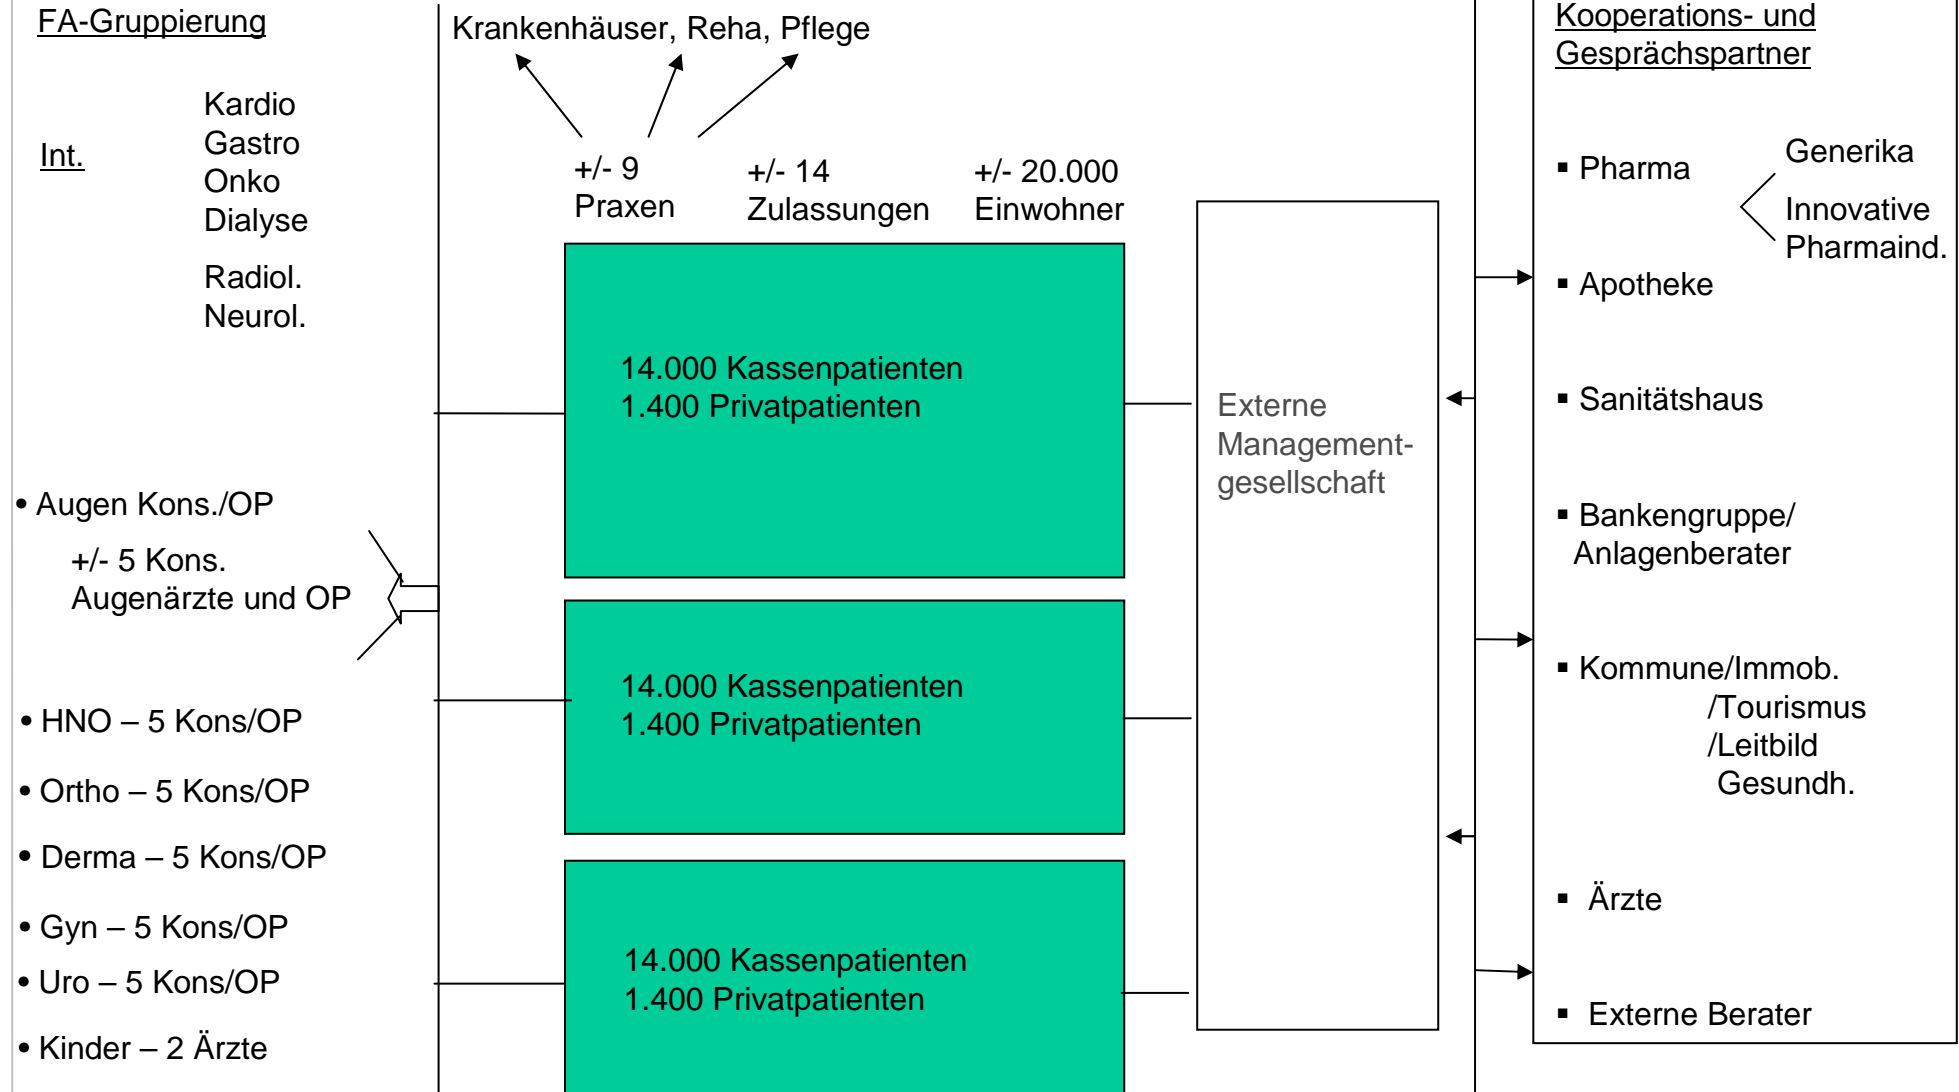 FA-Gruppierung
Int.
Kardio
Gastro
Onko
Dialyse
Radiol.
Neurol.
• Augen Kons./OP
+/- 5 Kons.
Augenärzte und OP
• HNO – 5 Kons/OP
• Ortho – 5 Kons/OP
• Derma – 5 Kons/OP
• Gyn – 5 Kons/OP
• Uro – 5 Kons/OP
• Kinder – 2 Ärzte
Krankenhäuser, Reha, Pflege
+/- 9
Praxen
+/- 14
Zulassungen
+/- 20.000
Einwohner
14.000 Kassenpatienten
1.400 Privatpatienten
14.000 Kassenpatienten
1.400 Privatpatienten
14.000 Kassenpatienten
1.400 Privatpatienten
Externe
Management-
gesellschaft
Kooperations- und
Gesprächspartner
▪ Pharma
Generika
Innovative
Pharmaind.
▪ Apotheke
▪ Sanitätshaus
▪ Bankengruppe/
Anlagenberater
▪ Kommune/Immob.
/Tourismus
/Leitbild
Gesundh.
▪ Ärzte
▪ Externe Berater